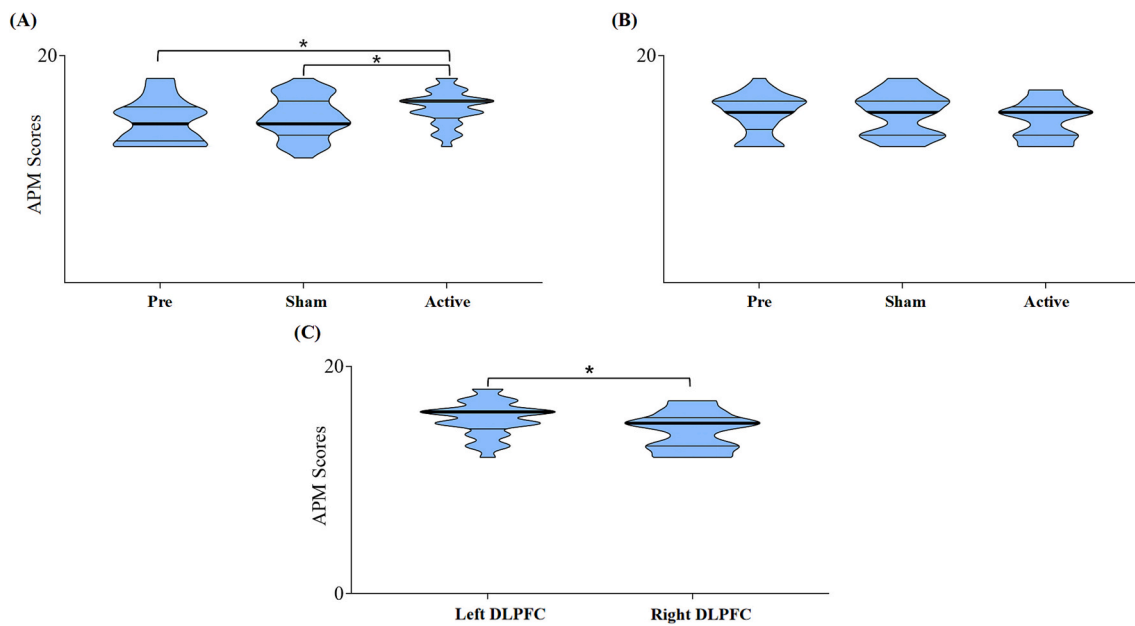 (A)
(B)
20
*
*
APM Scores
Pre
Sham
Active
20
Pre
Sham
Active
(C)
20
*
APM Scores
0
Left DLPFC
Right DLPFC